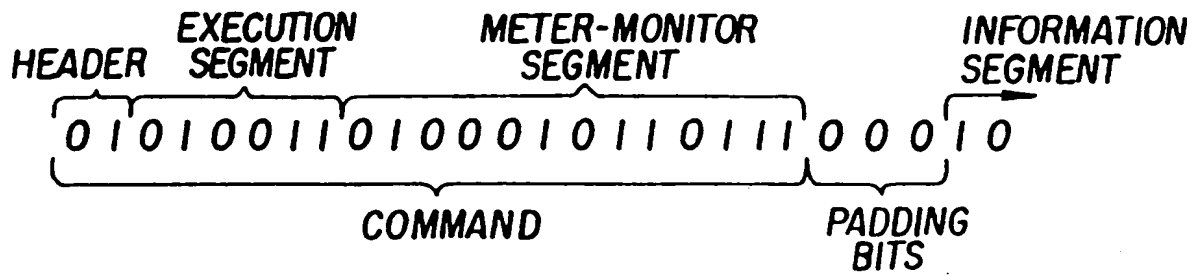 EXECUTION METER-MONITOR INFORMATION
HEADER SEGMENT SEGMENT SEGMENT
0 1 0 1 0 0 1 1 0 1 0 0 0 1 0 1 1 0 1 1 1 0 0 0 1 0
COMMAND PADDING
BITS